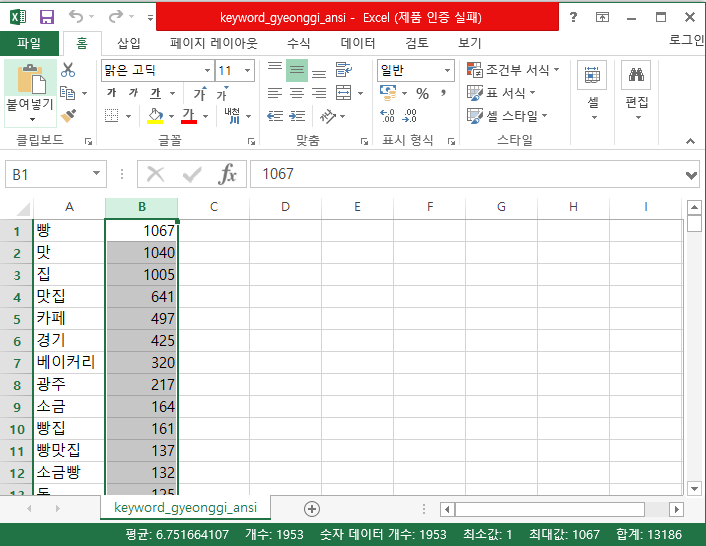 keyword_gyeonggi_ansi - Excel (제품 인증 실패)
파일 홈 삽입 페이지 레이아웃 수식 데이터 검토 보기 로그인
붙여넣기
맑은 고딕 11
가 가 가 가 가
내천
일반
% ,
조건부 서식
표 서식
셀 스타일
셀
편집
클립보드 글꼴 맞춤 표시 형식 스타일
B1 fx 1067
A B C D E F G H I
1 빵 1067
2 맛 1040
3 집 1005
4 맛집 641
5 카페 497
6 경기 425
7 베이커리 320
8 광주 217
9 소금 164
10 빵집 161
11 빵맛집 137
12 소금빵 132
keyword_gyeonggi_ansi
평균: 6.751664107 개수: 1953 숫자 데이터 개수: 1953 최소값: 1 최대값: 1067 합계: 13186